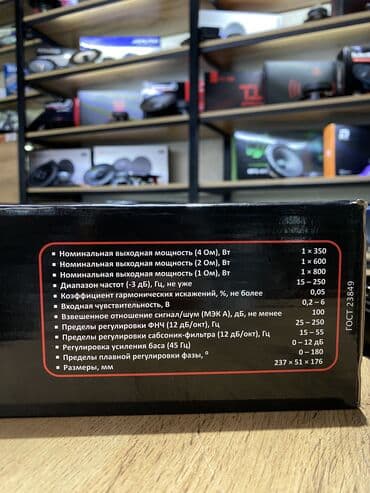 • Номинальная выходная мощность (4 Ом), Вт 1 × 350
• Номинальная выходная мощность (2 Ом), Вт 1 × 600
• Номинальная выходная мощность (1 Ом), Вт 1 × 800
• Диапазон частот (-3 дБ), Гц, не уже 15 – 250
• Коэффициент гармонических искажений, %, не более 0,05
• Входная чувствительность, В 0,2 – 6
• Взвешенное отношение сигнал/шум (МЭК А), дБ, не менее 100
• Пределы регулировки ФНЧ (12 дБ/окт), Гц 25 – 250
• Пределы регулировки сабсоник-фильтра (12 дБ/окт), Гц 15 – 55
• Регулировка усиления баса (45 Гц) 0 – 12 дБ
• Пределы плавной регулировки фазы, ° 0 – 180
• Размеры, мм 237 × 51 × 176
ГОСТ 23849